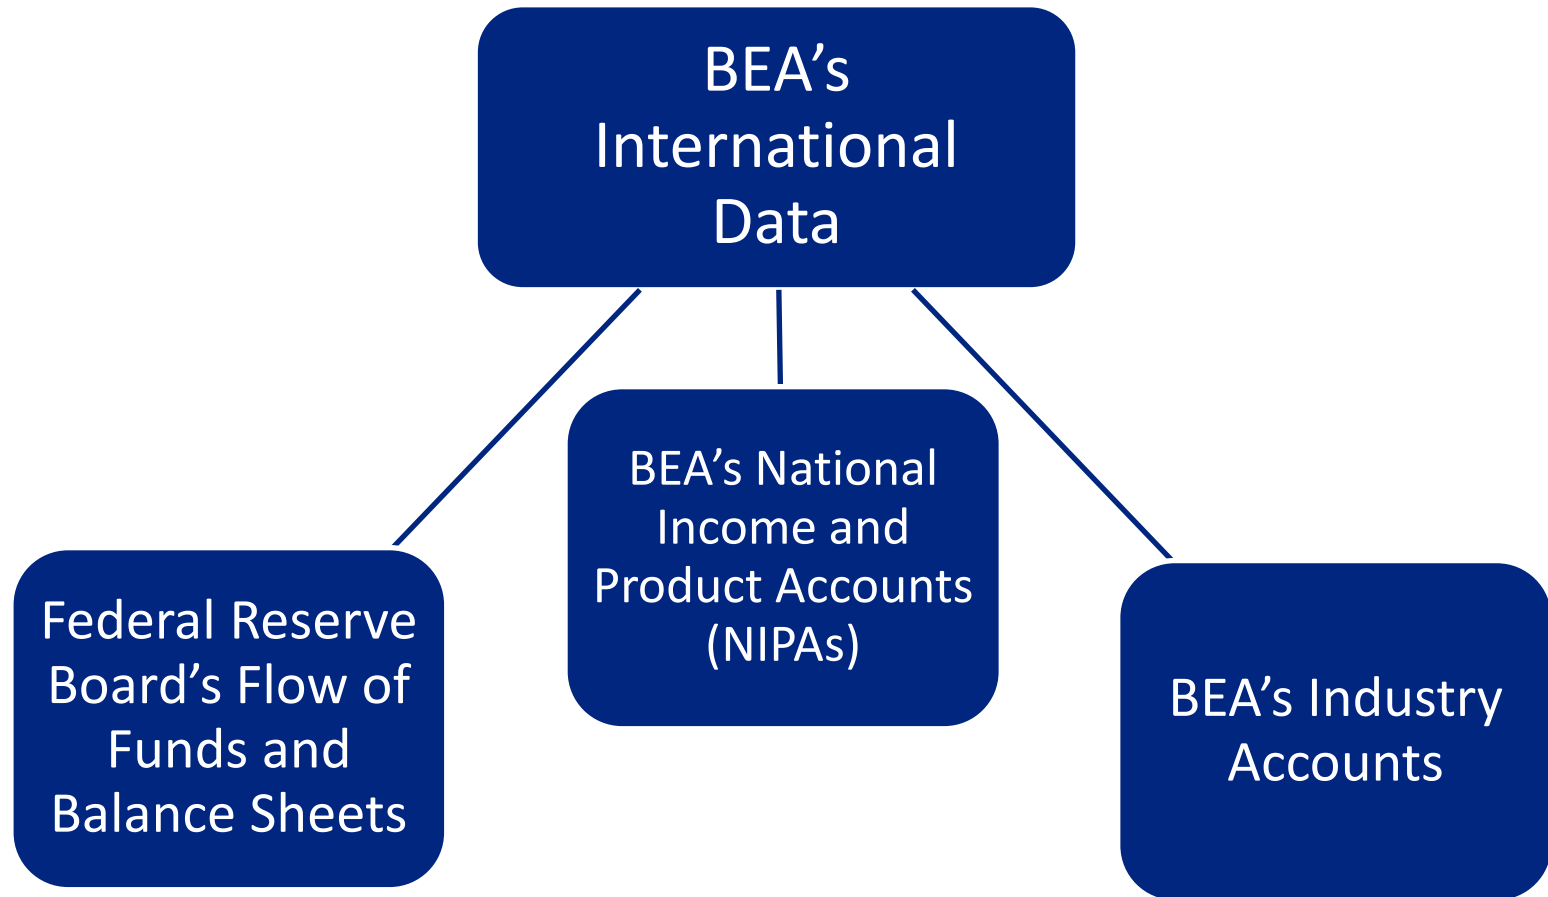 BEA’s
International
Data
BEA’s National
Income and
Product Accounts
(NIPAs)
Federal Reserve
Board’s Flow of
Funds and
Balance Sheets
BEA’s Industry
Accounts